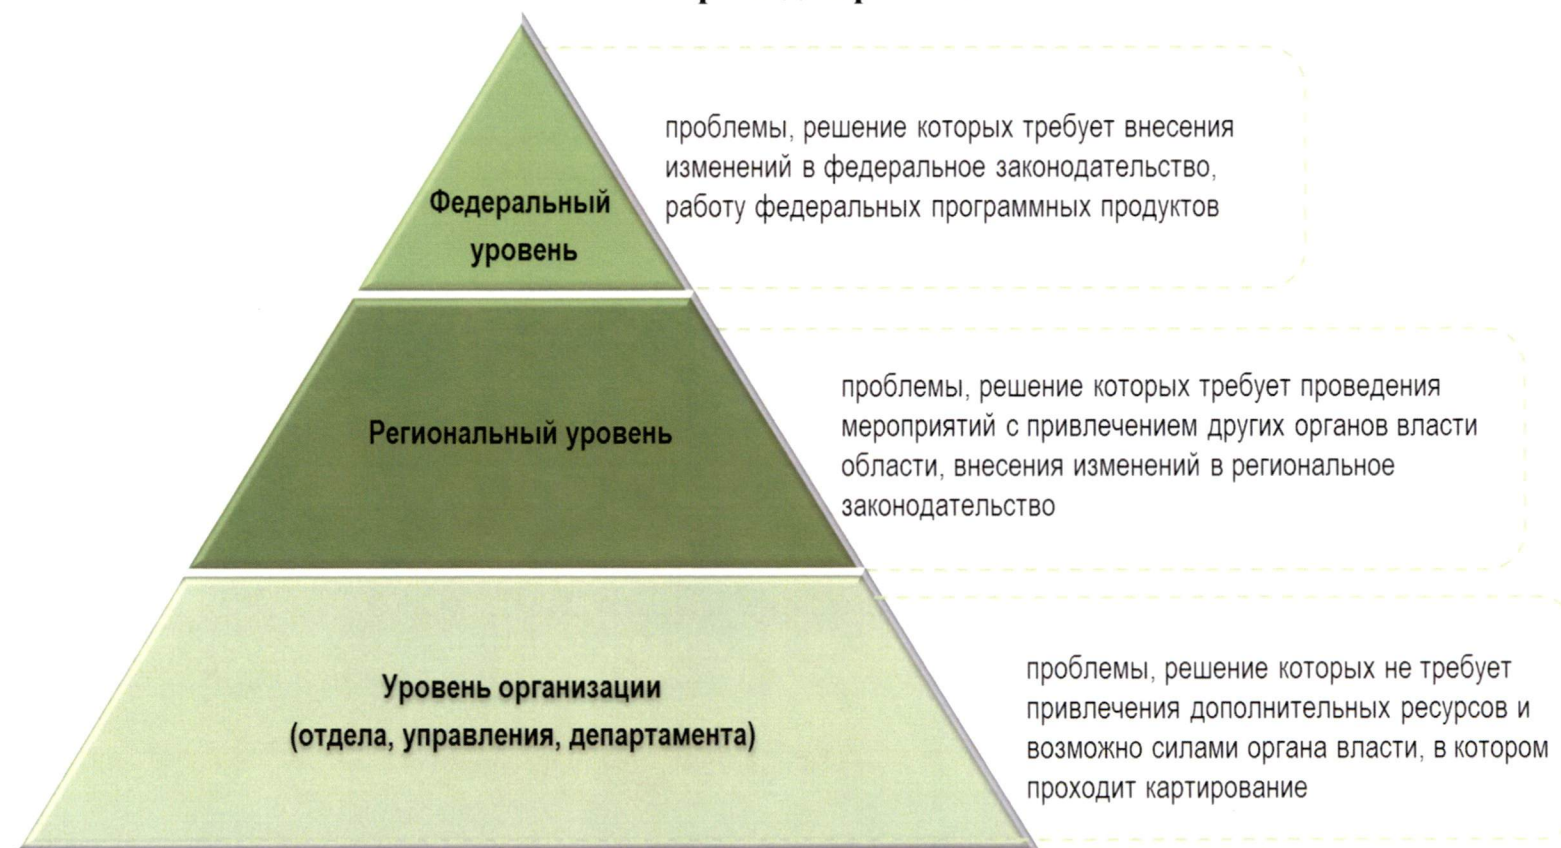 Федеральный
уровень
проблемы, решение которых требует внесения
изменений в федеральное законодательство,
работу федеральных программных продуктов
Региональный уровень
проблемы, решение которых требует проведения
мероприятий с привлечением других органов власти
области, внесения изменений в региональное
законодательство
Уровень организации
(отдела, управления, департамента)
проблемы, решение которых не требует
привлечения дополнительных ресурсов и
возможно силами органа власти, в котором
проходит картирование